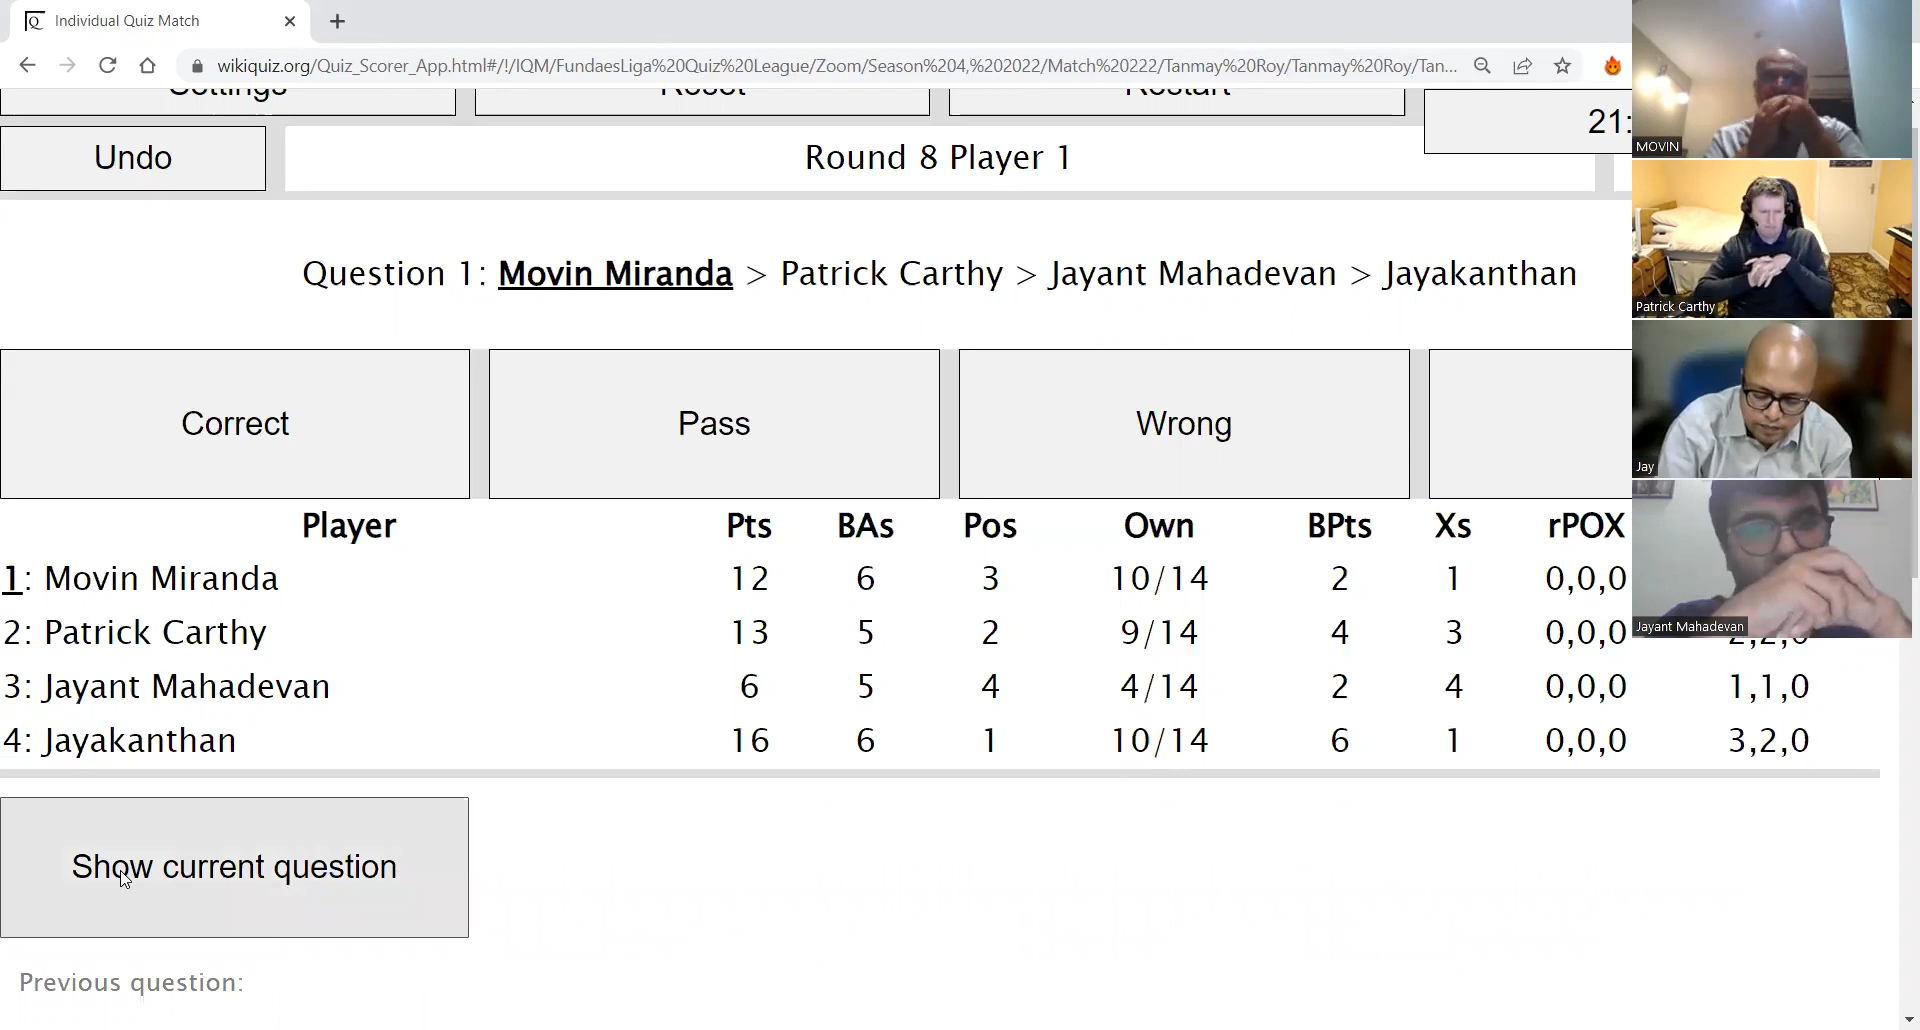 Individual Quiz Match
wikiquiz.org/Quiz_Scorer_App.html#/!/IQM/FundaesLiga%20Quiz%20League/Zoom/Season%204,%202022/Match%20222/Tanmay%20Roy/Tanmay%20Roy/Tan...
Settings Reset Restart
21:
Undo Round 8 Player 1
Question 1: Movin Miranda > Patrick Carthy > Jayant Mahadevan > Jayakanthan
Correct Pass Wrong
Player Pts BAs Pos Own BPts Xs rPOX
1: Movin Miranda 12 6 3 10/14 2 1 0,0,0
2: Patrick Carthy 13 5 2 9/14 4 3 0,0,0
3: Jayant Mahadevan 6 5 4 4/14 2 4 0,0,0 1,1,0
4: Jayakanthan 16 6 1 10/14 6 1 0,0,0 3,2,0
Show current question
Previous question:
MOVIN
Patrick Carthy
Jay
Jayant Mahadevan